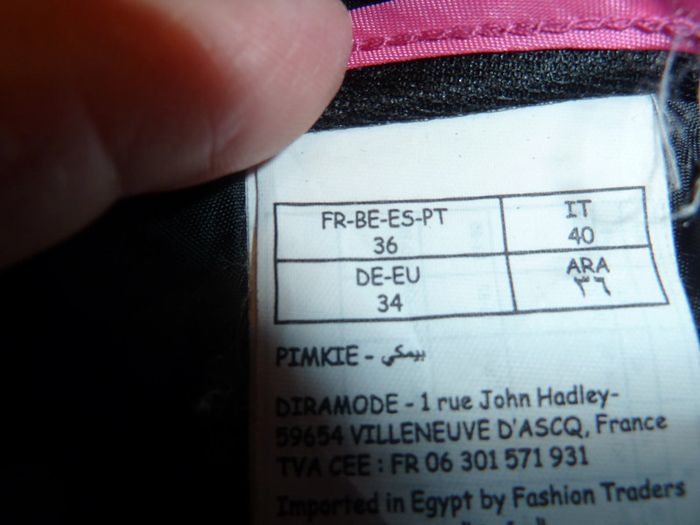 FR-BE-ES-PT
36
IT
40
DE-EU
34
ARA
٣٦
PIMKIE - بيمكي
DIRAMODE - 1 rue John Hadley-
59654 VILLENEUVE D'ASCQ, France
TVA CEE : FR 06 301 571 931
Imported in Egypt by Fashion Traders